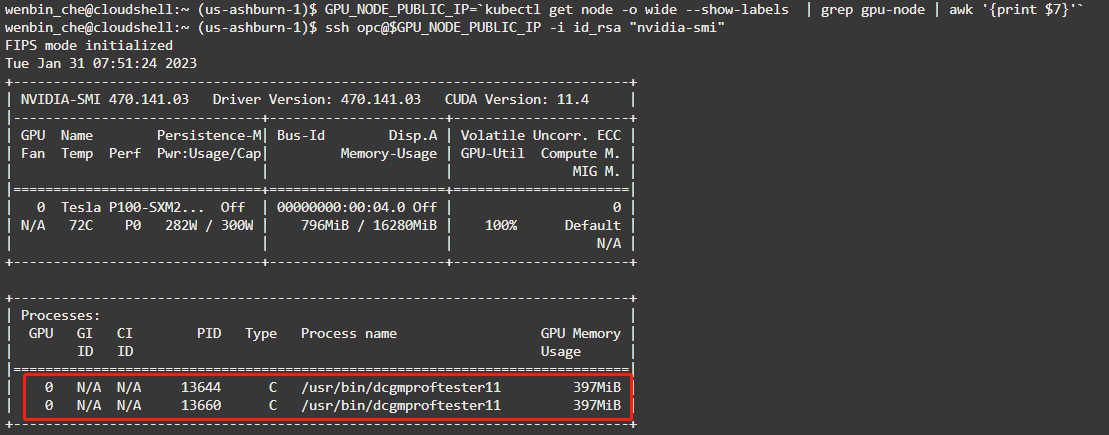 wenbin_che@cloudshell:~ (us-ashburn-1)$ GPU_NODE_PUBLIC_IP=`kubectl get node -o wide --show-labels  | grep gpu-node | awk '{print $7}'`
wenbin_che@cloudshell:~ (us-ashburn-1)$ ssh opc@$GPU_NODE_PUBLIC_IP -i id_rsa "nvidia-smi"
FIPS mode initialized
Tue Jan 31 07:51:24 2023
+-----------------------------------------------------------------------------+
| NVIDIA-SMI 470.141.03   Driver Version: 470.141.03   CUDA Version: 11.4     |
|-------------------------------+----------------------+----------------------+
| GPU  Name        Persistence-M| Bus-Id        Disp.A | Volatile Uncorr. ECC |
| Fan  Temp  Perf  Pwr:Usage/Cap|         Memory-Usage | GPU-Util  Compute M. |
|                               |                      |               MIG M. |
|===============================+======================+======================|
|   0  Tesla P100-SXM2...  Off  | 00000000:00:04.0 Off |                    0 |
| N/A   72C    P0   282W / 300W |    796MiB / 16280MiB |    100%      Default |
|                               |                      |                  N/A |
+-------------------------------+----------------------+----------------------+
+-----------------------------------------------------------------------------+
| Processes:                                                                  |
|  GPU   GI   CI        PID   Type   Process name                  GPU Memory |
|        ID   ID                                                   Usage      |
|=============================================================================|
|    0   N/A  N/A     13644      C   /usr/bin/dcgmproftester11         397MiB |
|    0   N/A  N/A     13660      C   /usr/bin/dcgmproftester11         397MiB |
+-----------------------------------------------------------------------------+